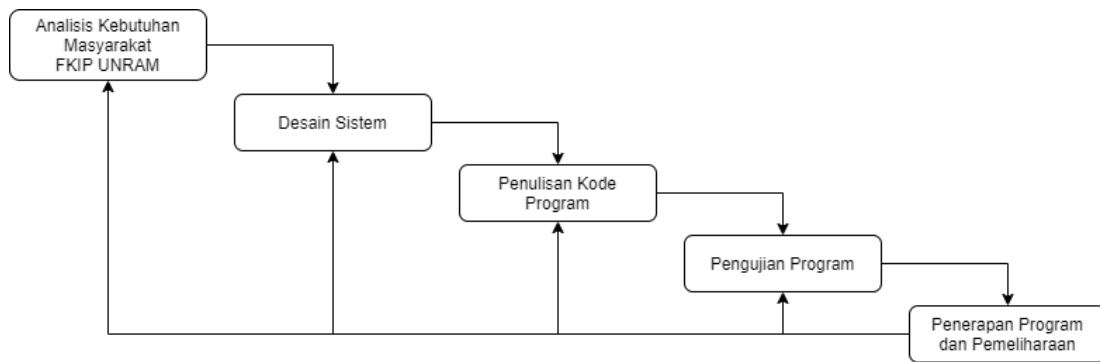 Analisis Kebutuhan
Masyarakat
FKIP UNRAM
Desain Sistem
Penulisan Kode
Program
Pengujian Program
Penerapan Program
dan Pemeliharaan